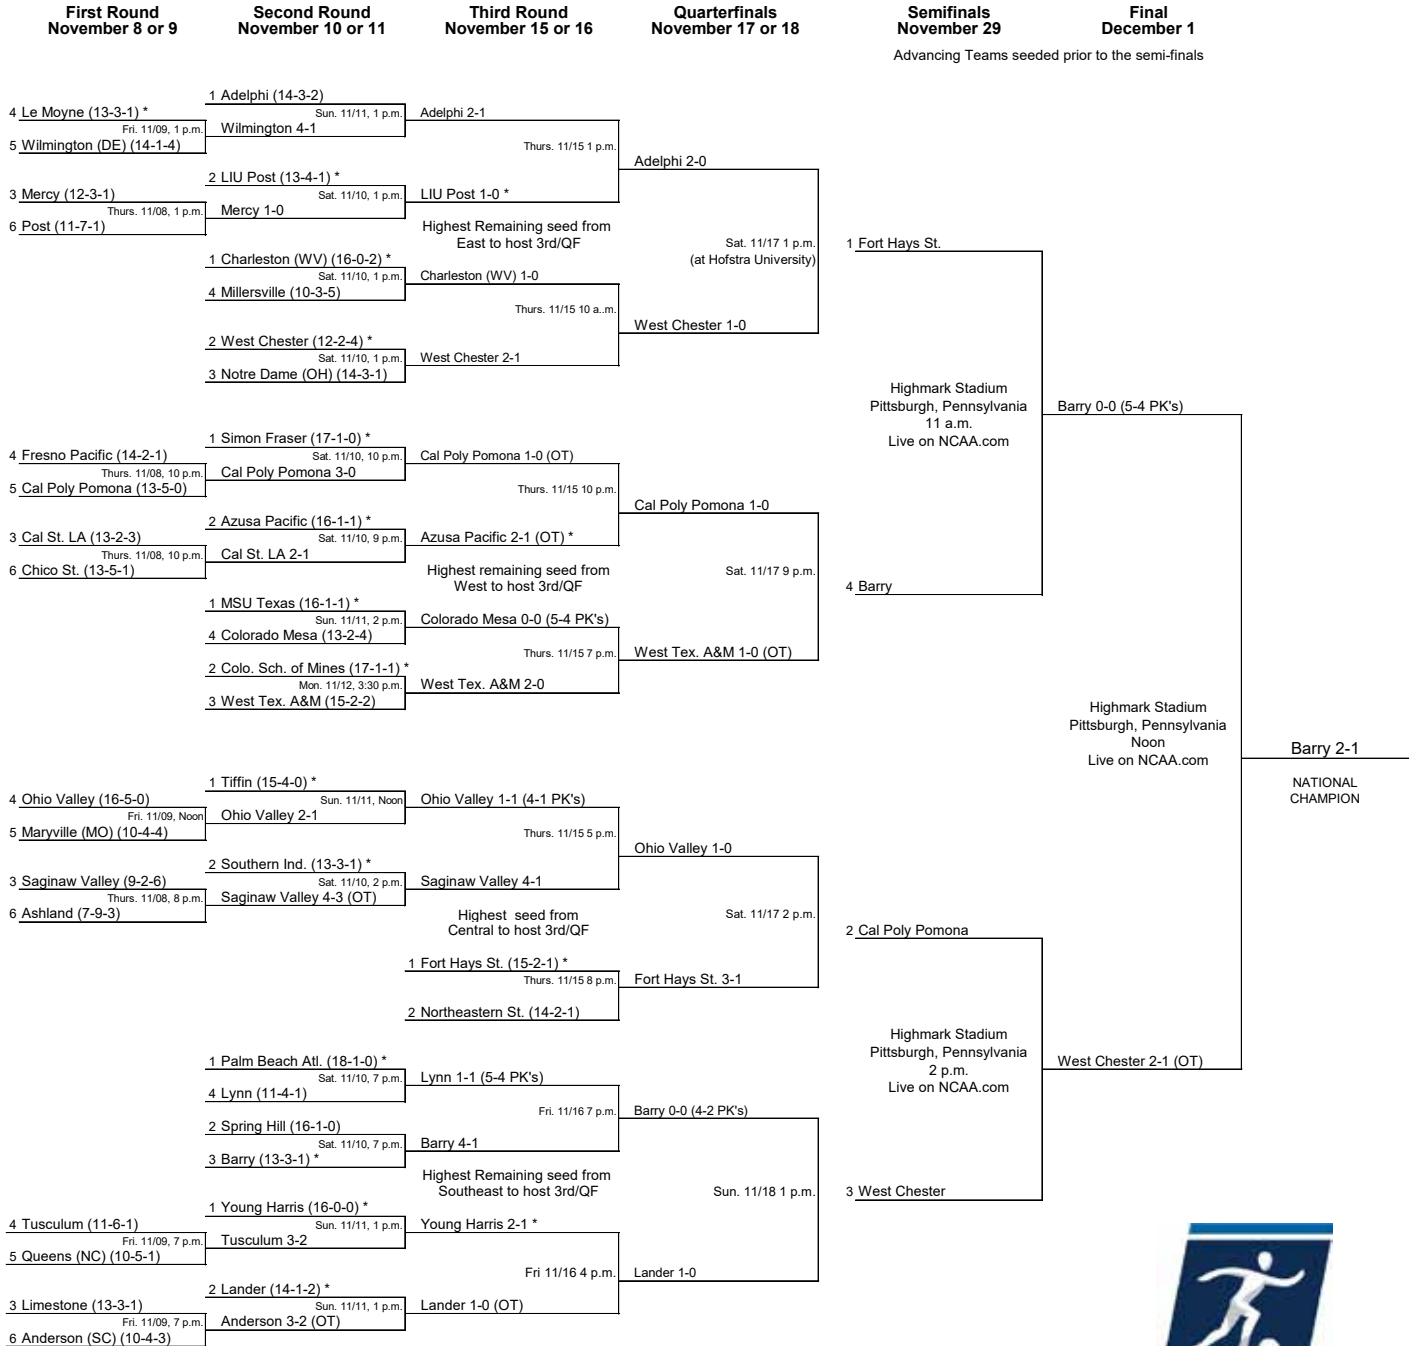 First Round
November 8 or 9
Second Round
November 10 or 11
Third Round
November 15 or 16
Quarterfinals
November 17 or 18
Semifinals
November 29
Final
December 1
Advancing Teams seeded prior to the semi-finals
1 Adelphi (14-3-2)
4 Le Moyne (13-3-1) *
Sun. 11/11, 1 p.m.
Adelphi 2-1
Fri. 11/09, 1 p.m.
Wilmington 4-1
5 Wilmington (DE) (14-1-4)
Thurs. 11/15 1 p.m.
Adelphi 2-0
2 LIU Post (13-4-1) *
3 Mercy (12-3-1)
Sat. 11/10, 1 p.m.
LIU Post 1-0 *
Thurs. 11/08, 1 p.m.
Mercy 1-0
6 Post (11-7-1)
Highest Remaining seed from
East to host 3rd/QF
Sat. 11/17 1 p.m.
(at Hofstra University)
1 Fort Hays St.
1 Charleston (WV) (16-0-2) *
Sat. 11/10, 1 p.m.
Charleston (WV) 1-0
4 Millersville (10-3-5)
Thurs. 11/15 10 a..m.
West Chester 1-0
2 West Chester (12-2-4) *
Sat. 11/10, 1 p.m.
West Chester 2-1
3 Notre Dame (OH) (14-3-1)
Highmark Stadium
Pittsburgh, Pennsylvania
11 a.m.
Live on NCAA.com
Barry 0-0 (5-4 PK's)
1 Simon Fraser (17-1-0) *
4 Fresno Pacific (14-2-1)
Sat. 11/10, 10 p.m.
Cal Poly Pomona 1-0 (OT)
Thurs. 11/08, 10 p.m.
Cal Poly Pomona 3-0
5 Cal Poly Pomona (13-5-0)
Thurs. 11/15 10 p.m.
Cal Poly Pomona 1-0
2 Azusa Pacific (16-1-1) *
3 Cal St. LA (13-2-3)
Sat. 11/10, 9 p.m.
Azusa Pacific 2-1 (OT) *
Thurs. 11/08, 10 p.m.
Cal St. LA 2-1
6 Chico St. (13-5-1)
Highest remaining seed from
West to host 3rd/QF
Sat. 11/17 9 p.m.
4 Barry
1 MSU Texas (16-1-1) *
Sun. 11/11, 2 p.m.
Colorado Mesa 0-0 (5-4 PK's)
4 Colorado Mesa (13-2-4)
Thurs. 11/15 7 p.m.
West Tex. A&M 1-0 (OT)
2 Colo. Sch. of Mines (17-1-1) *
Mon. 11/12, 3:30 p.m.
West Tex. A&M 2-0
3 West Tex. A&M (15-2-2)
Highmark Stadium
Pittsburgh, Pennsylvania
Noon
Live on NCAA.com
Barry 2-1
NATIONAL
CHAMPION
1 Tiffin (15-4-0) *
4 Ohio Valley (16-5-0)
Sun. 11/11, Noon
Ohio Valley 1-1 (4-1 PK's)
Fri. 11/09, Noon
Ohio Valley 2-1
5 Maryville (MO) (10-4-4)
Thurs. 11/15 5 p.m.
Ohio Valley 1-0
2 Southern Ind. (13-3-1) *
3 Saginaw Valley (9-2-6)
Sat. 11/10, 2 p.m.
Saginaw Valley 4-1
Thurs. 11/08, 8 p.m.
Saginaw Valley 4-3 (OT)
6 Ashland (7-9-3)
Highest seed from
Central to host 3rd/QF
Sat. 11/17 2 p.m.
2 Cal Poly Pomona
1 Fort Hays St. (15-2-1) *
Thurs. 11/15 8 p.m.
Fort Hays St. 3-1
2 Northeastern St. (14-2-1)
Highmark Stadium
Pittsburgh, Pennsylvania
2 p.m.
Live on NCAA.com
West Chester 2-1 (OT)
1 Palm Beach Atl. (18-1-0) *
Sat. 11/10, 7 p.m.
Lynn 1-1 (5-4 PK's)
4 Lynn (11-4-1)
Fri. 11/16 7 p.m.
Barry 0-0 (4-2 PK's)
2 Spring Hill (16-1-0)
Sat. 11/10, 7 p.m.
Barry 4-1
3 Barry (13-3-1) *
Highest Remaining seed from
Southeast to host 3rd/QF
Sun. 11/18 1 p.m.
3 West Chester
1 Young Harris (16-0-0) *
4 Tusculum (11-6-1)
Sun. 11/11, 1 p.m.
Young Harris 2-1 *
Fri. 11/09, 7 p.m.
Tusculum 3-2
5 Queens (NC) (10-5-1)
Fri 11/16 4 p.m.
Lander 1-0
2 Lander (14-1-2) *
3 Limestone (13-3-1)
Sun. 11/11, 1 p.m.
Lander 1-0 (OT)
Fri. 11/09, 7 p.m.
Anderson 3-2 (OT)
6 Anderson (SC) (10-4-3)